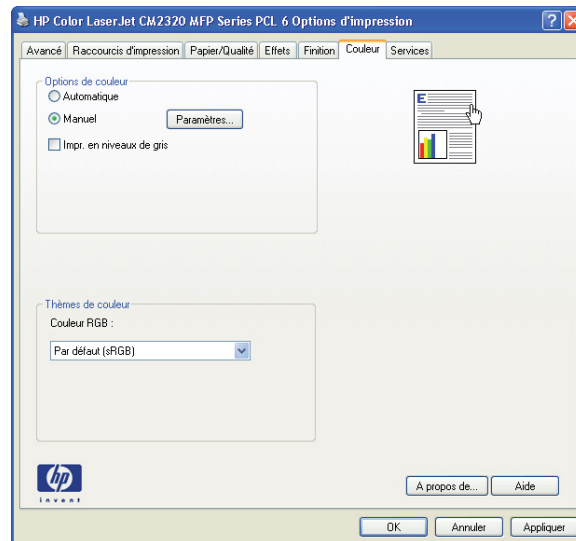 HP Color LaserJet CM2320 MFP Series PCL 6 Options d'impression
Avancé Raccourcis d'impression Papier/Qualité Effets Finition Couleur Services
Options de couleur
Automatique
Manuel Paramètres...
Impr. en niveaux de gris
E
Thèmes de couleur
Couleur RGB :
Par défaut (sRGB)
hp
invent
A propos de... Aide
OK Annuler Appliquer